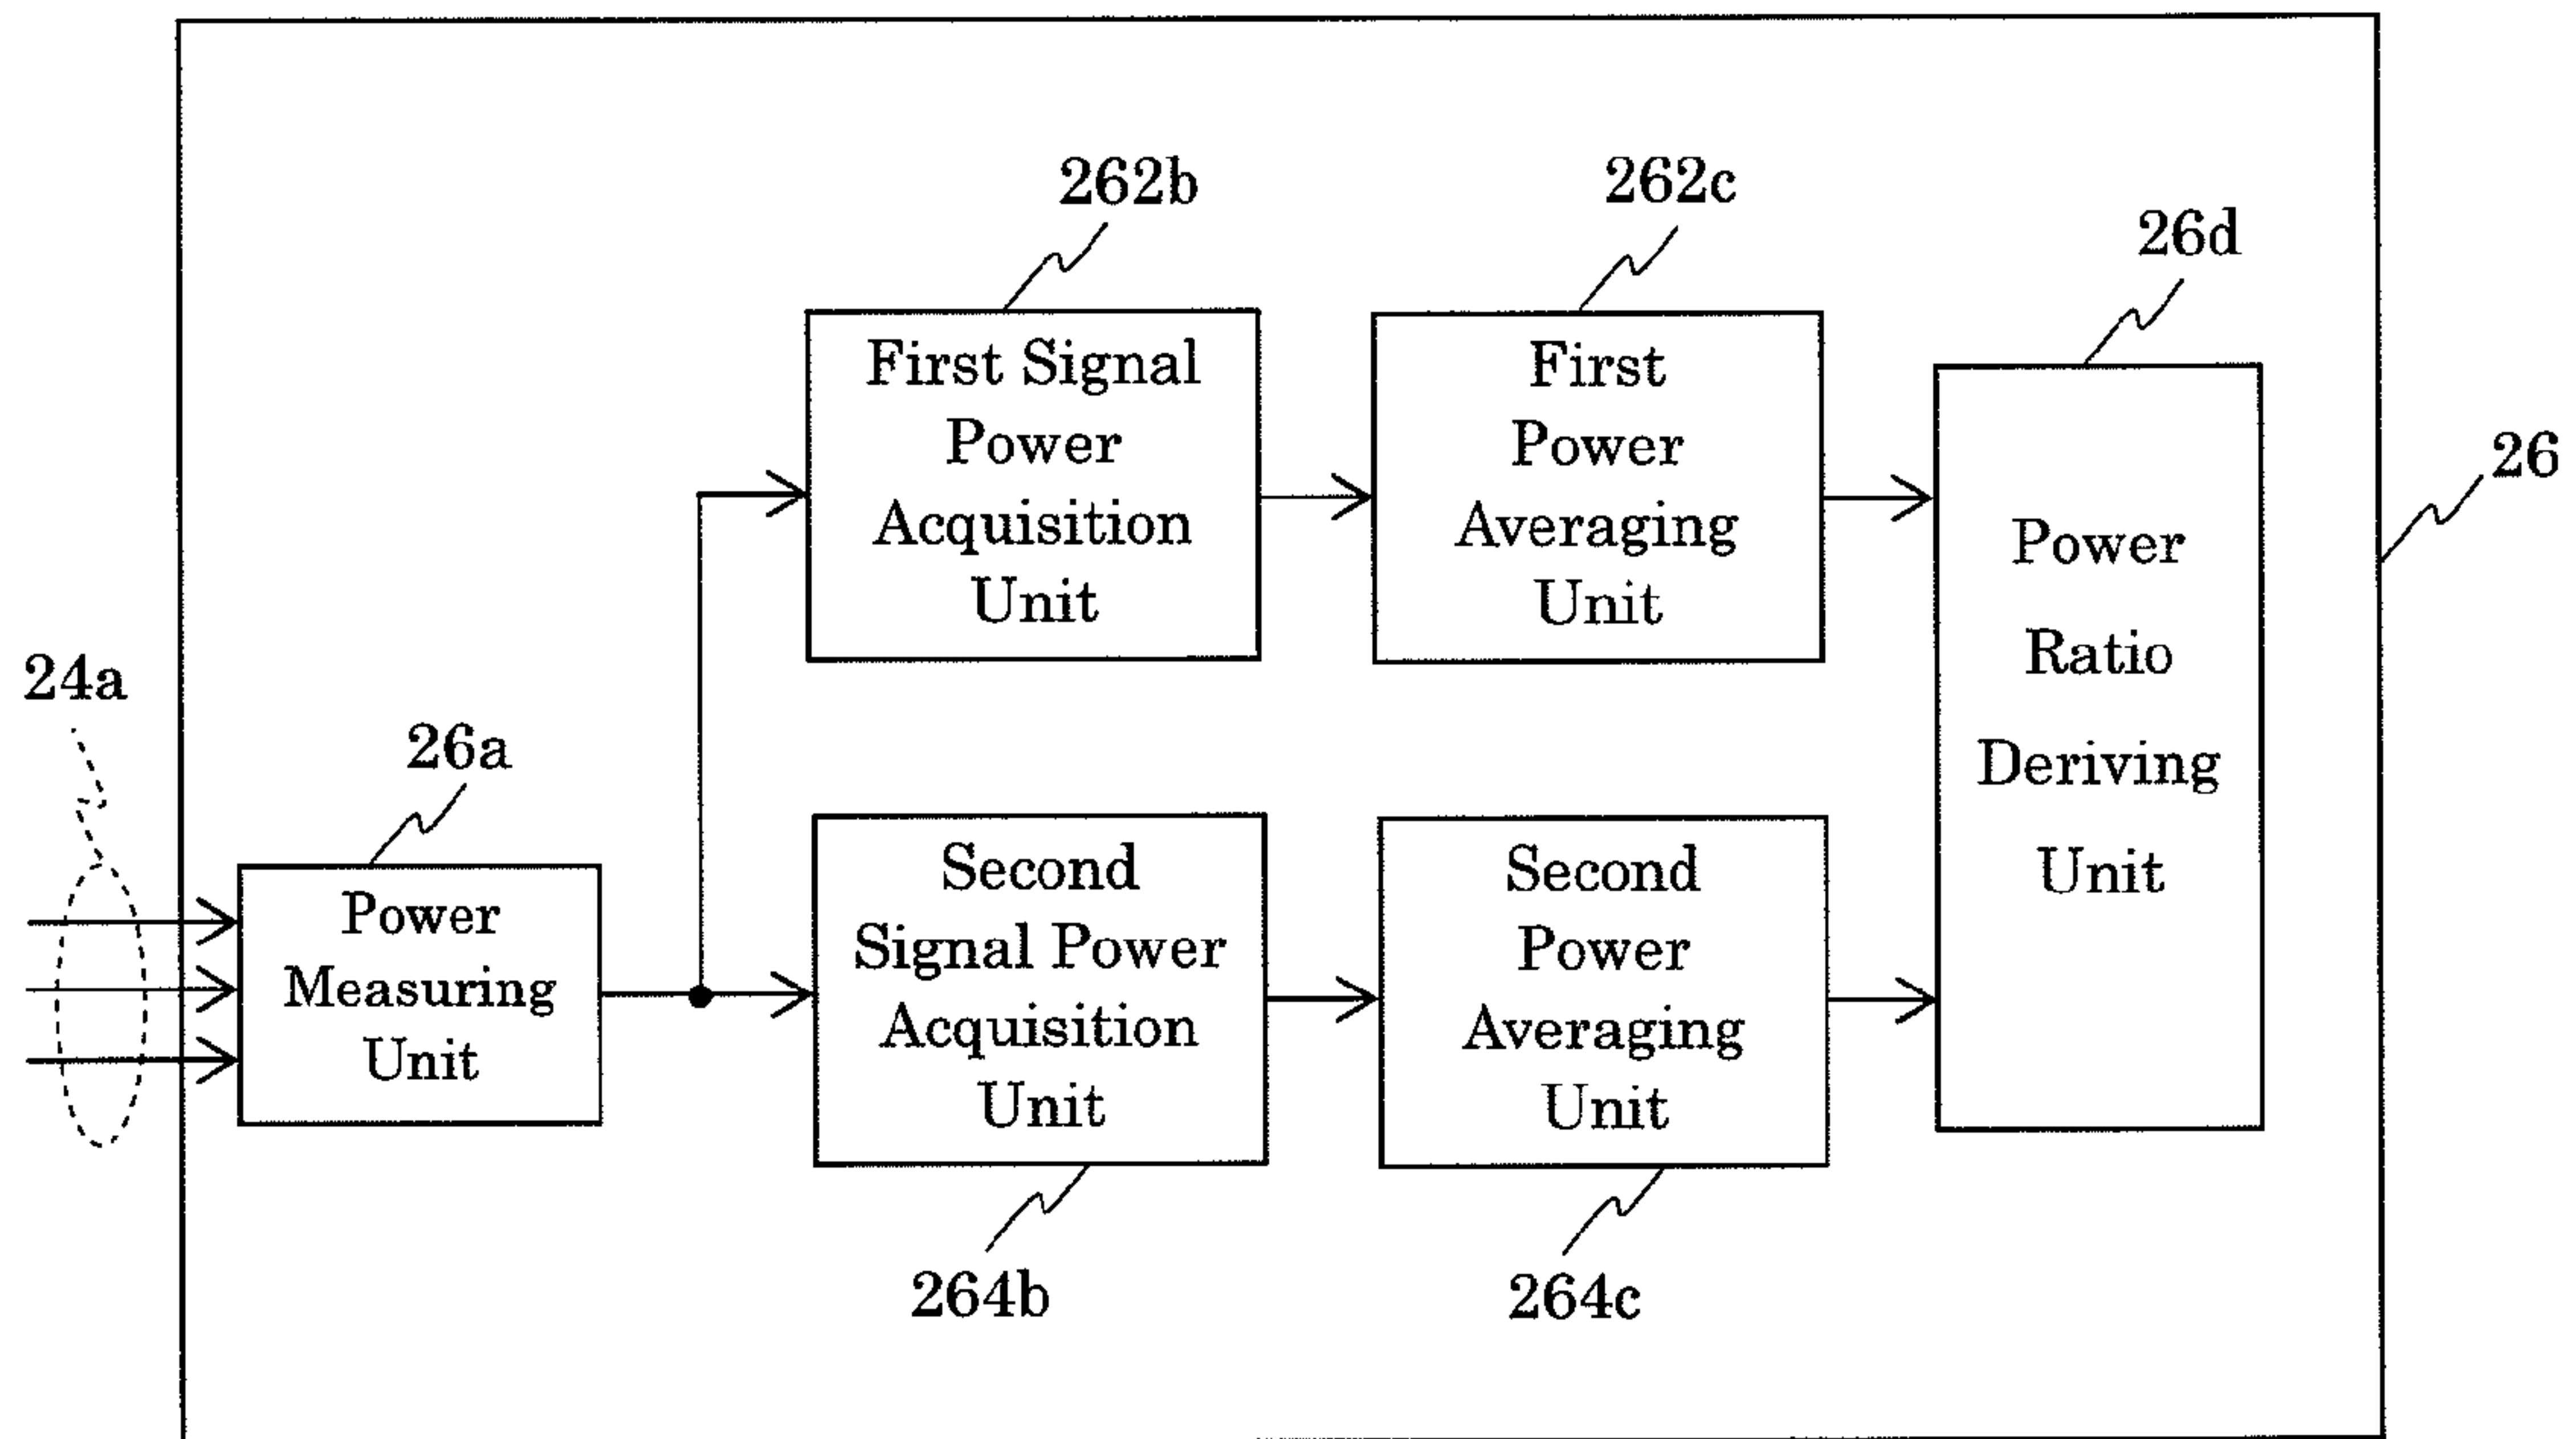 262b
262c
26d
First Signal
Power
Acquisition
Unit
First
Power
Averaging
Unit
Power
Ratio
Deriving
Unit
26
24a
26a
Power
Measuring
Unit
Second
Signal Power
Acquisition
Unit
Second
Power
Averaging
Unit
264b
264c